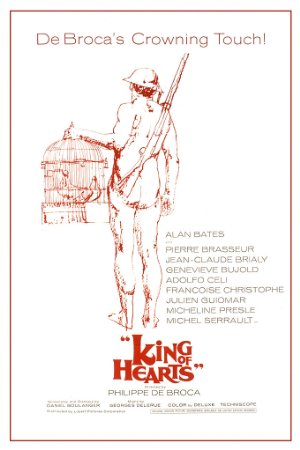 De Broca's Crowning Touch!
ALAN BATES
PIERRE BRASSEUR
JEAN-CLAUDE BRIALY
GENEVIEVE BUJOLD
ADOLFO CELI
FRANCOISE CHRISTOPHE
JULIEN GUIOMAR
MICHELINE PRESLE
MICHEL SERRAULT
"KING
OF
HEARTS"
PHILIPPE DE BROCA
DANIEL BOULANGER
GEORGES DELERUE
COLOR by DELUXE
TECHNISCOPE